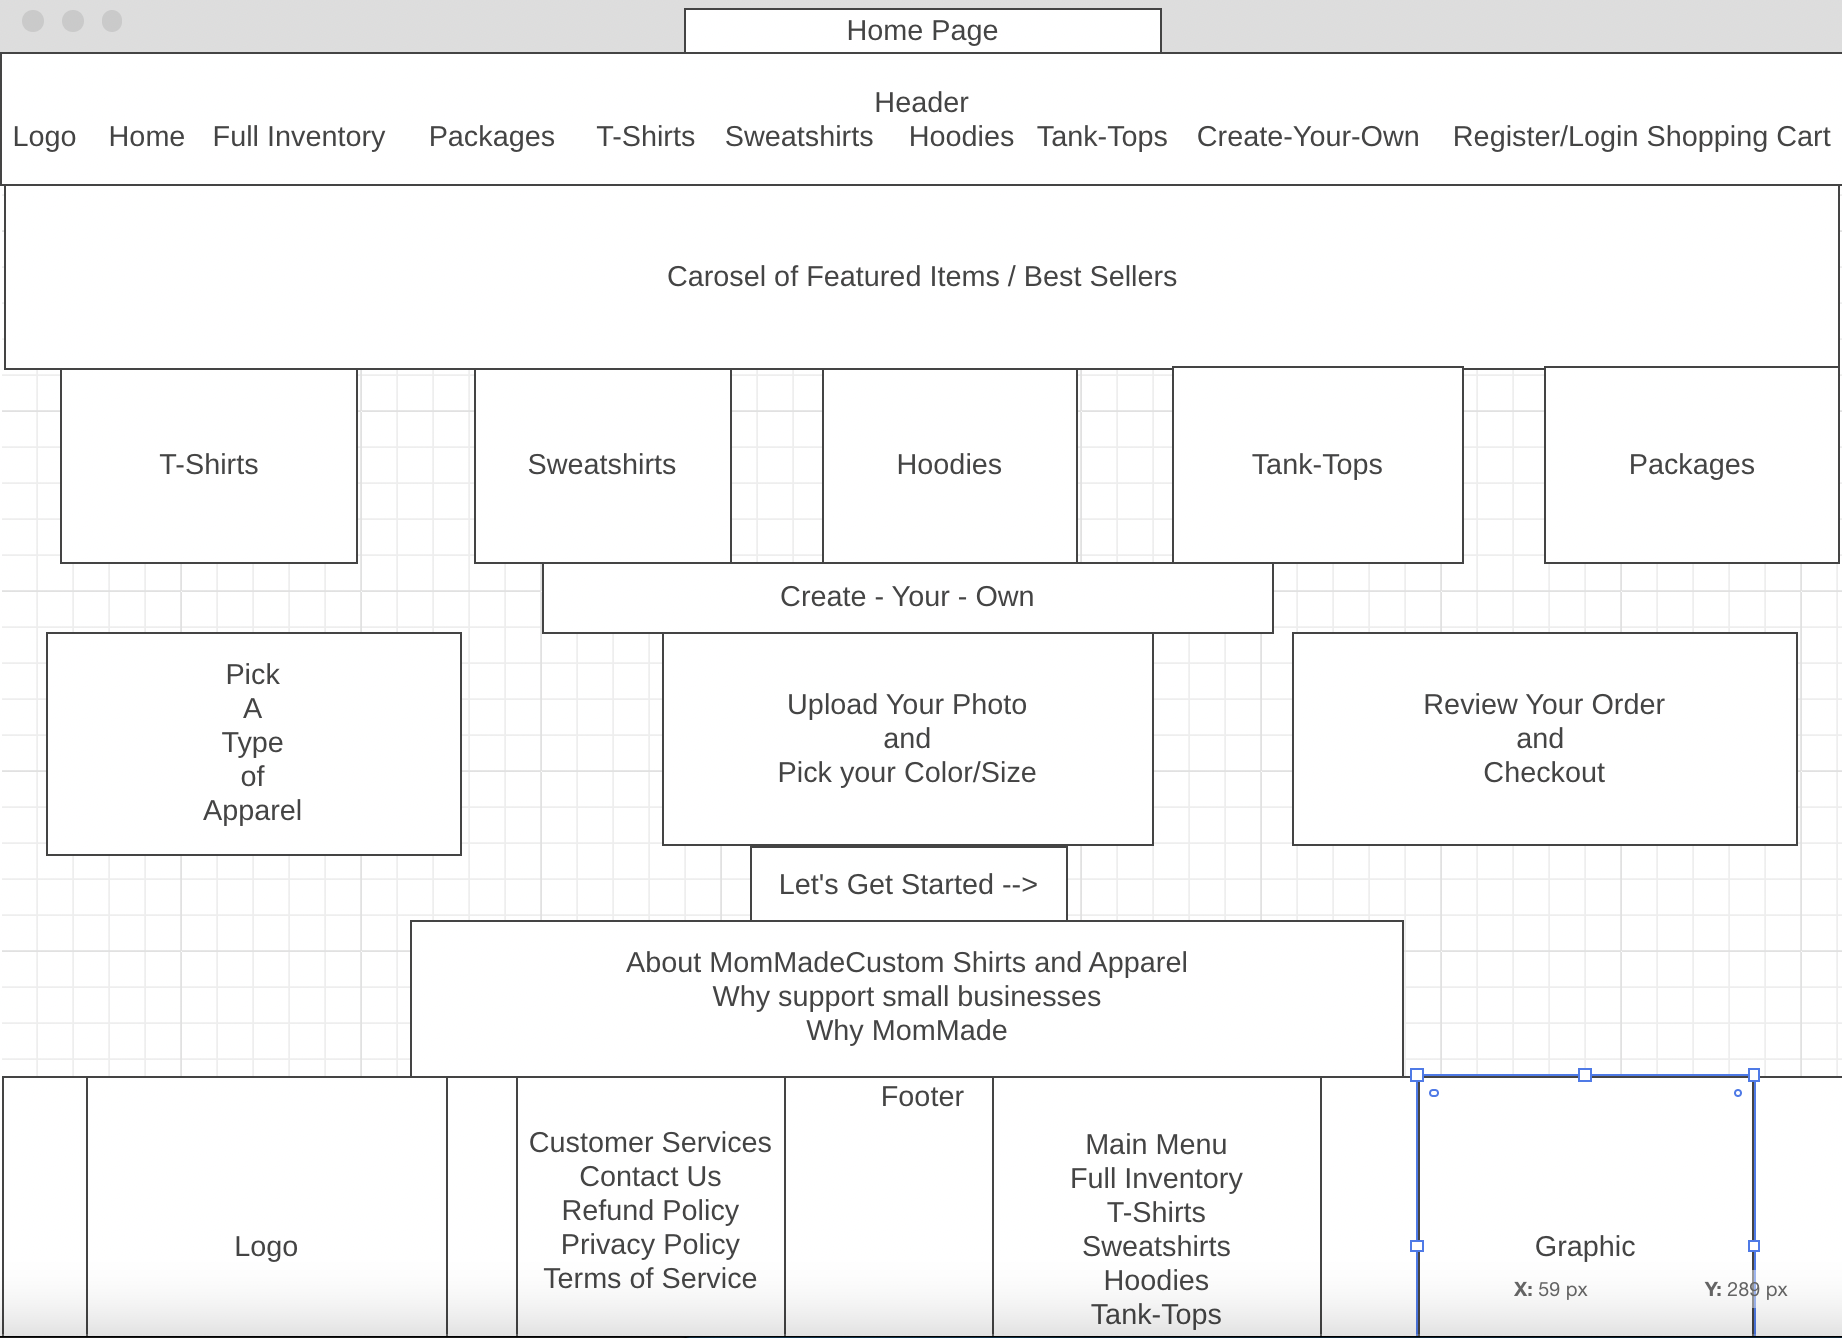 Home Page
Header
Logo Home Full Inventory Packages T-Shirts Sweatshirts Hoodies Tank-Tops Create-Your-Own Register/Login Shopping Cart
Carosel of Featured Items / Best Sellers
T-Shirts
Sweatshirts
Hoodies
Tank-Tops
Packages
Create - Your - Own
Pick
A
Type
of
Apparel
Upload Your Photo
and
Pick your Color/Size
Review Your Order
and
Checkout
Let's Get Started -->
About MomMadeCustom Shirts and Apparel
Why support small businesses
Why MomMade
Footer
Logo
Customer Services
Contact Us
Refund Policy
Privacy Policy
Terms of Service
Main Menu
Full Inventory
T-Shirts
Sweatshirts
Hoodies
Tank-Tops
Graphic
X: 59 px Y: 289 px